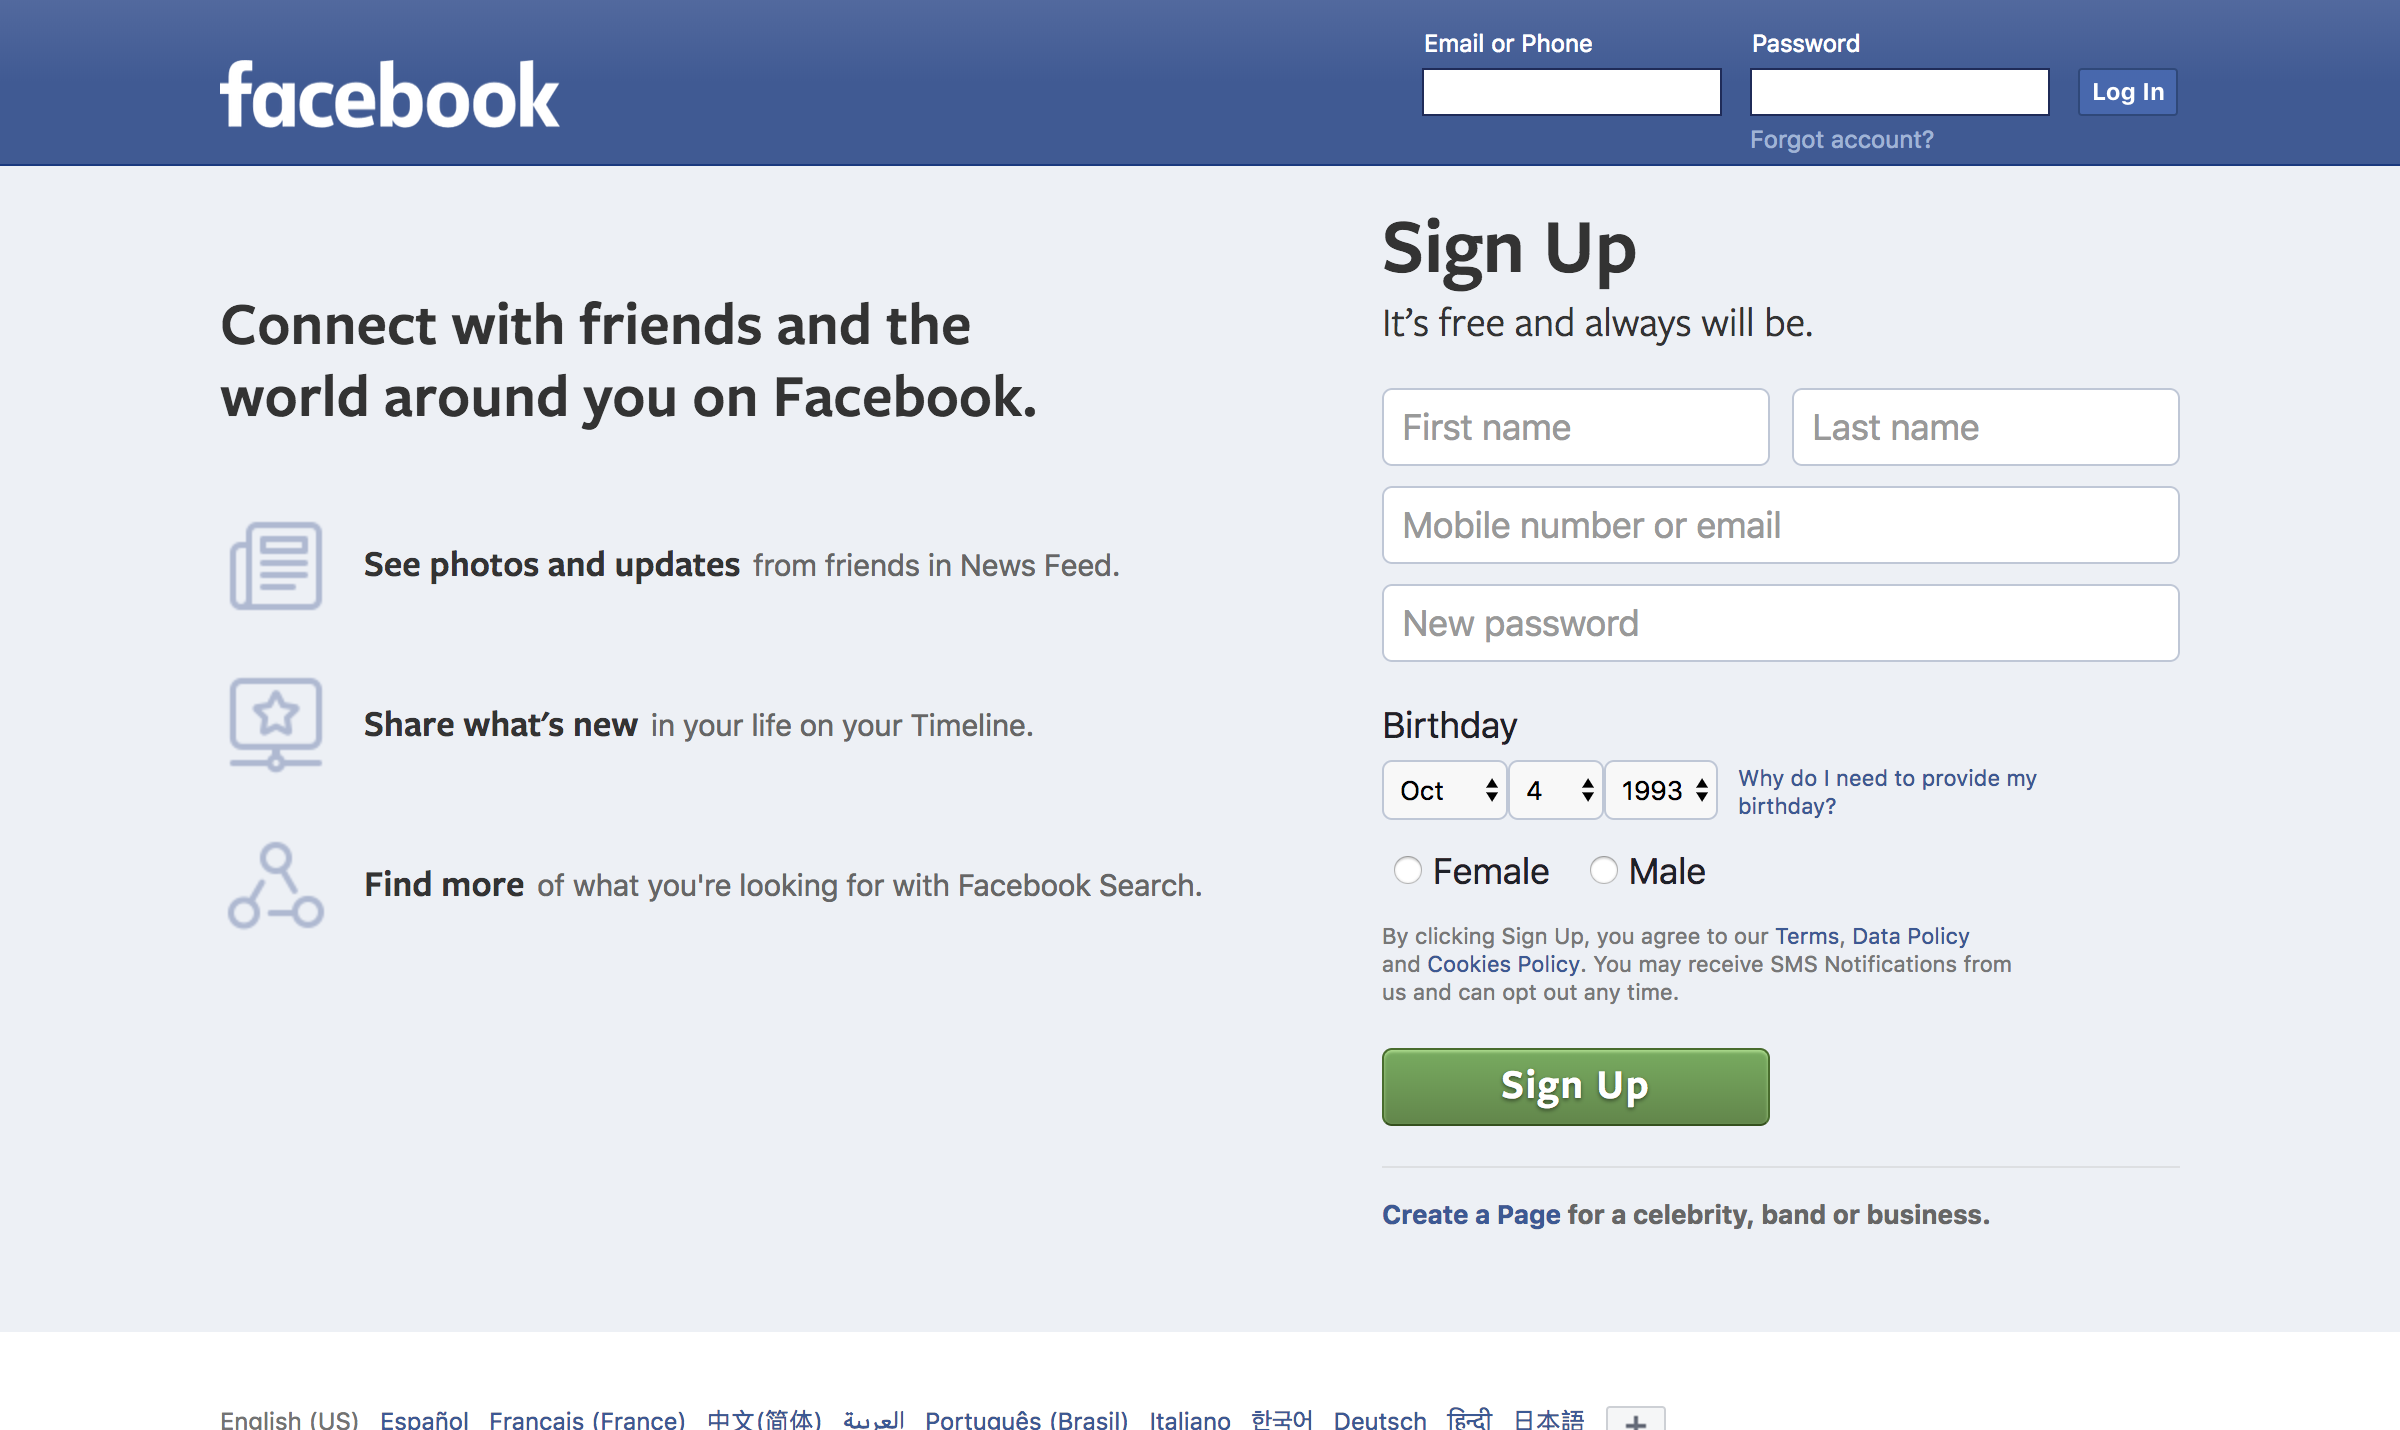 facebook
Email or Phone
Password
Log In
Forgot account?
Connect with friends and the
world around you on Facebook.
See photos and updates from friends in News Feed.
Share what's new in your life on your Timeline.
Find more of what you're looking for with Facebook Search.
Sign Up
It’s free and always will be.
First name
Last name
Mobile number or email
New password
Birthday
Oct 4 1993
Why do I need to provide my
birthday?
Female Male
By clicking Sign Up, you agree to our Terms, Data Policy
and Cookies Policy. You may receive SMS Notifications from
us and can opt out any time.
Sign Up
Create a Page for a celebrity, band or business.
English (US) Español Français (France) 中文(简体) العربية Português (Brasil) Italiano 한국어 Deutsch हिन्दी 日本語 +